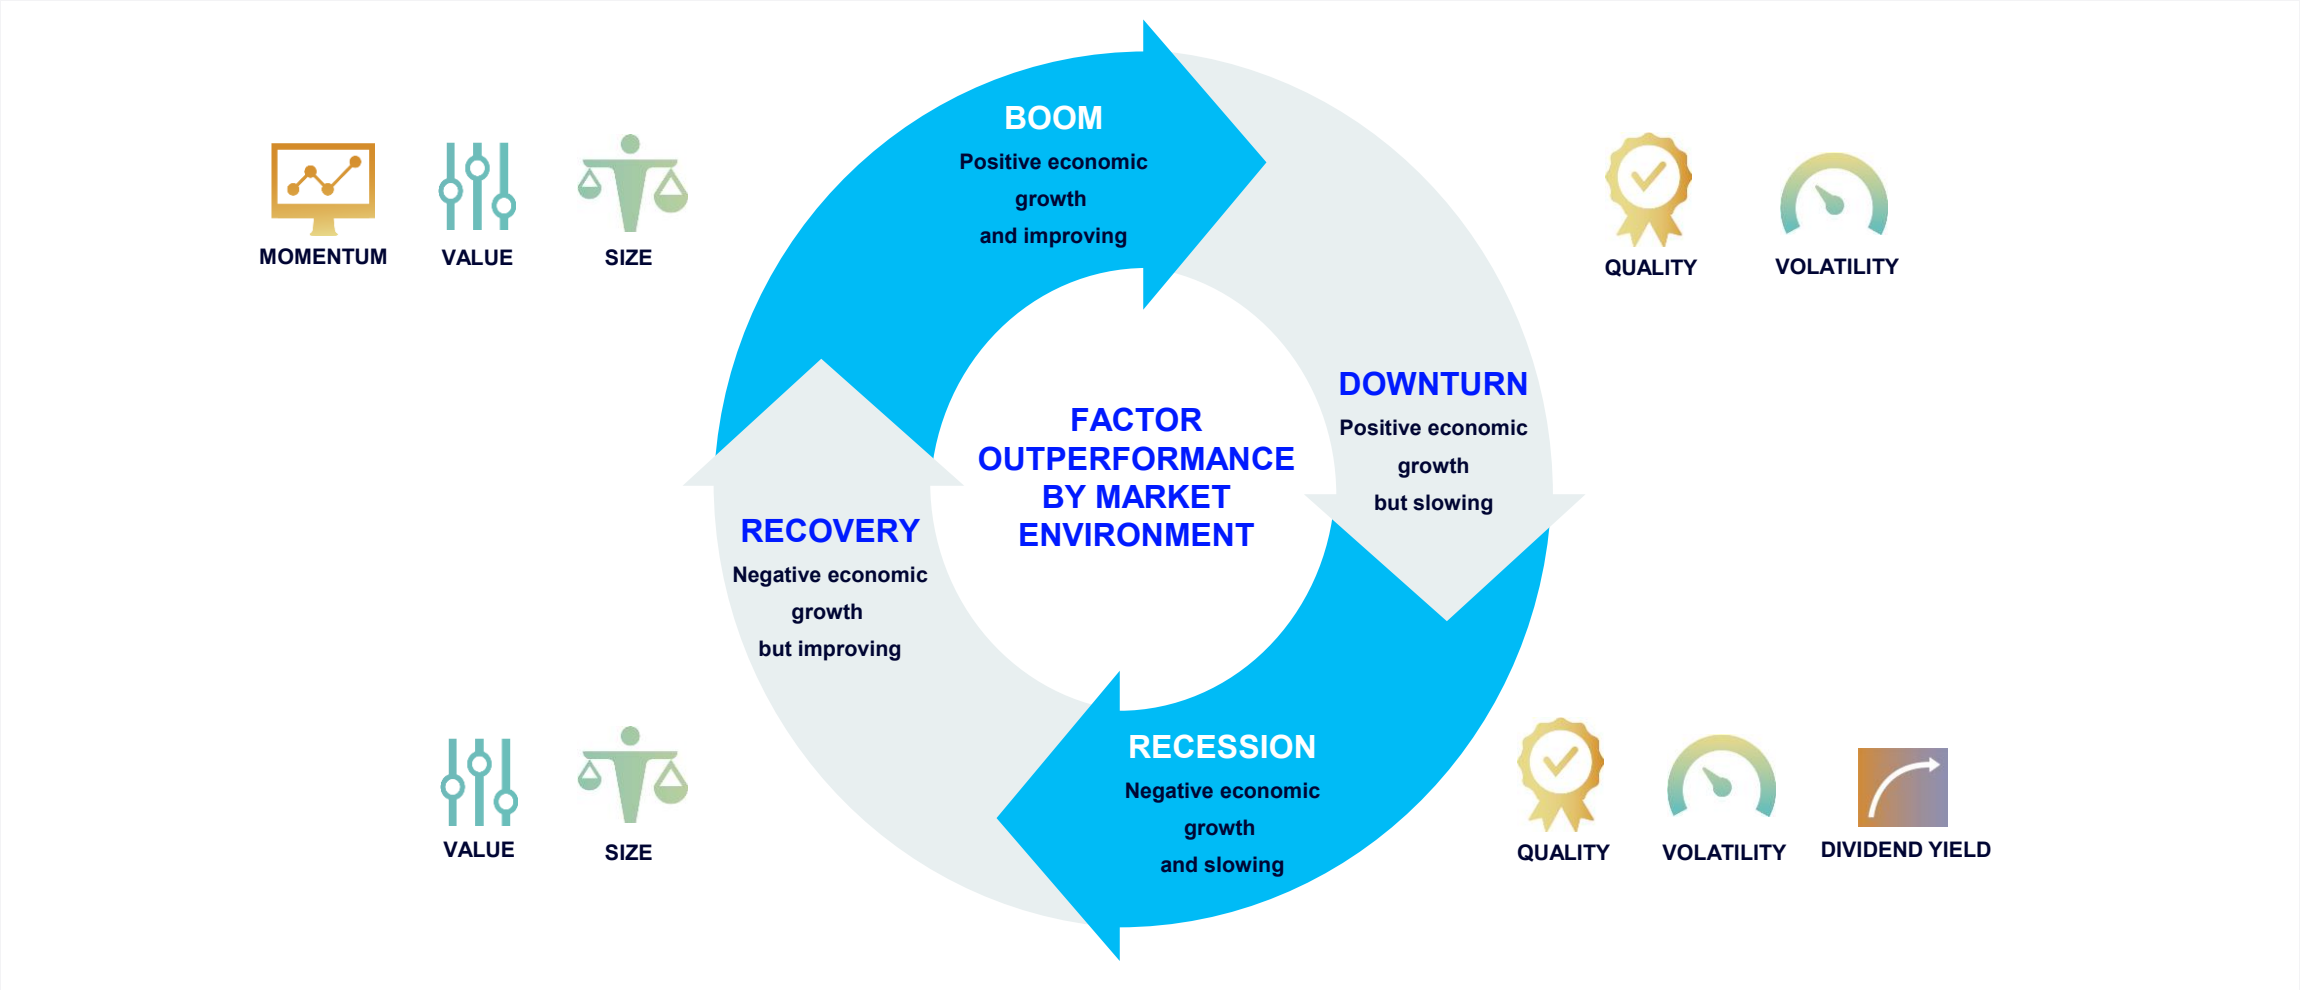 BOOM
Positive economic
growth
and improving
MOMENTUM
VALUE
SIZE
QUALITY
VOLATILITY
FACTOR
OUTPERFORMANCE
BY MARKET
ENVIRONMENT
DOWNTURN
Positive economic
growth
but slowing
RECOVERY
Negative economic
growth
but improving
RECESSION
Negative economic
growth
and slowing
VALUE
SIZE
QUALITY
VOLATILITY
DIVIDEND YIELD